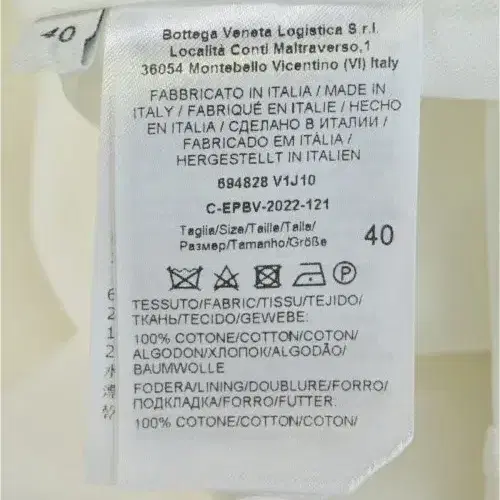 40
Bottega Veneta Logistica S.r.l.
Località Conti Maltraverso,1
36054 Montebello Vicentino (VI) Italy
FABBRICATO IN ITALIA / MADE IN
ITALY / FABRIQUÉ EN ITALIE / HECHO
EN ITALIA / СДЕЛАНО В ИТАЛИИ /
FABRICADO EM ITÁLIA /
HERGESTELLT IN ITALIEN
694828 V1J10
C-EPBV-2022-121
Taglia/Size/Taille/Talla/
Размер/Tamanho/Größe 40
P
TESSUTO/FABRIC/TISSU/TEJIDO/
ТКАНЬ/TECIDO/GEWEBE:
100% COTONE/COTTON/COTON/
ALGODON/ХЛОПОК/ALGODÃO/
BAUMWOLLE
FODERA/LINING/DOUBLURE/FORRO/
ПОДКЛАДКА/FORRO/FUTTER:
100% COTONE/COTTON/COTON/